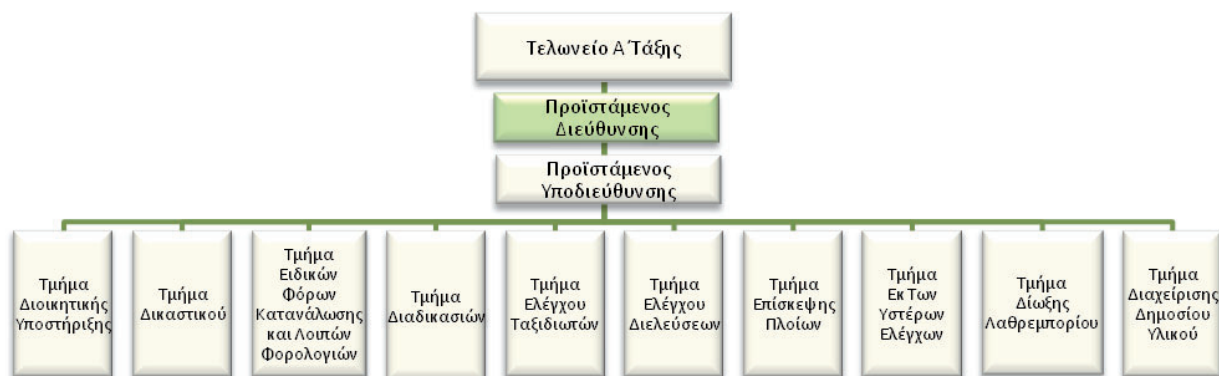 Τελωνείο Α΄Τάξης
Προϊστάμενος
Διεύθυνσης
Προϊστάμενος
Υποδιεύθυνσης
Τμήμα
Διοικητικής
Υποστήριξης
Τμήμα
Δικαστικού
Τμήμα
Ειδικών
Φόρων
Κατανάλωσης
και Λοιπών
Φορολογιών
Τμήμα
Διαδικασιών
Τμήμα
Ελέγχου
Ταξιδιωτών
Τμήμα
Ελέγχου
Διελεύσεων
Τμήμα
Επίσκεψης
Πλοίων
Τμήμα
Εκ Των
Υστέρων
Ελέγχων
Τμήμα
Δίωξης
Λαθρεμπορίου
Τμήμα
Διαχείρισης
Δημοσίου
Υλικού